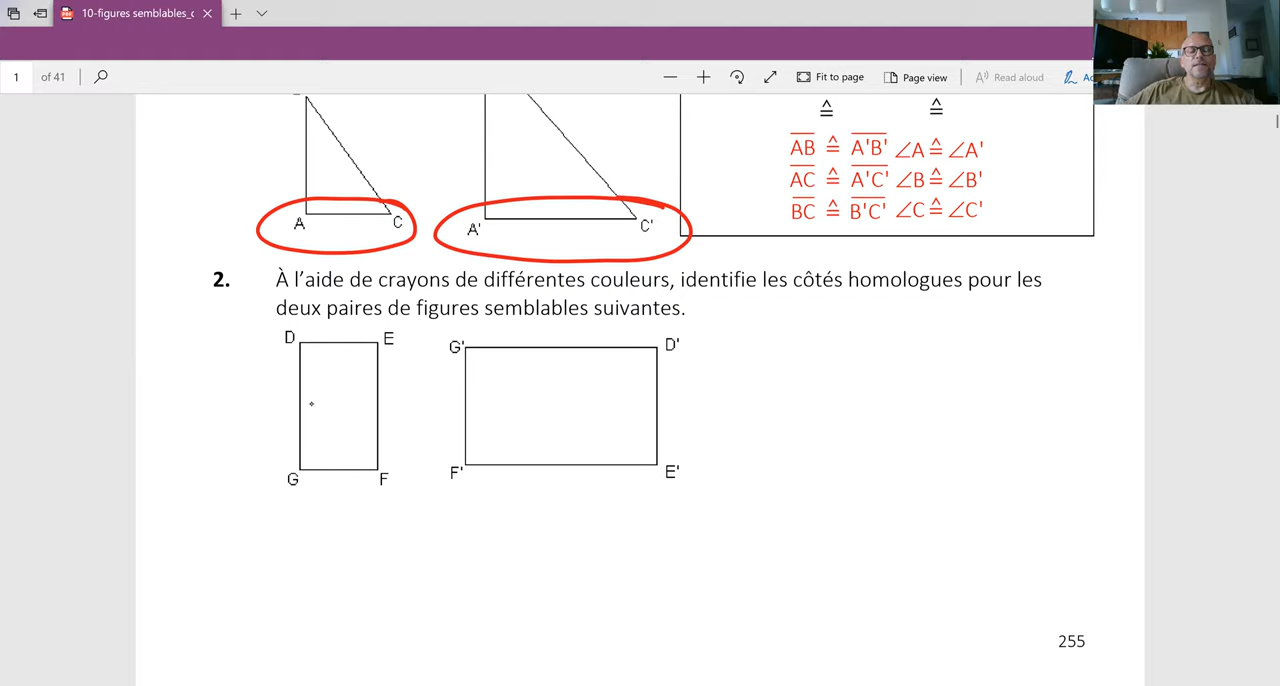 10-figures semblables_c
1 of 41
Fit to page
Page view
Read aloud
≙ ≙
AB ≙ A'B' ∠A ≙ ∠A'
AC ≙ A'C' ∠B ≙ ∠B'
BC ≙ B'C' ∠C ≙ ∠C'
A C
A' C'
2. À l'aide de crayons de différentes couleurs, identifie les côtés homologues pour les
deux paires de figures semblables suivantes.
D E
G' D'
G F
F' E'
255